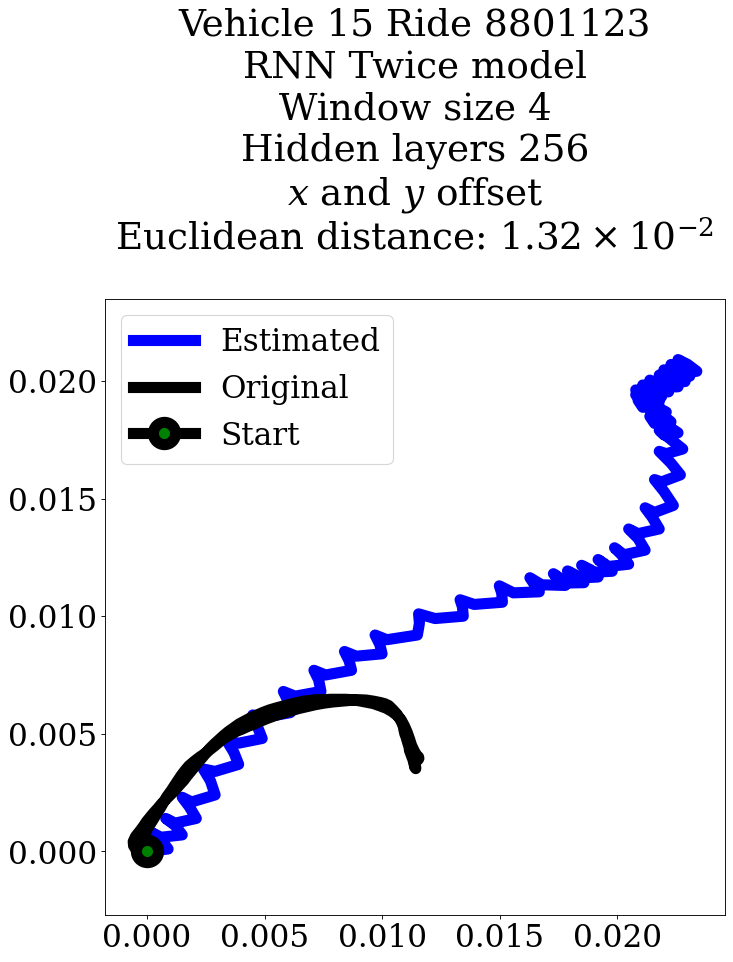 Vehicle 15 Ride 8801123
RNN Twice model
Window size 4
Hidden layers 256
x and y offset
Euclidean distance: 1.32 × 10⁻²
Estimated
Original
Start
0.020
0.015
0.010
0.005
0.000
0.000 0.005 0.010 0.015 0.020